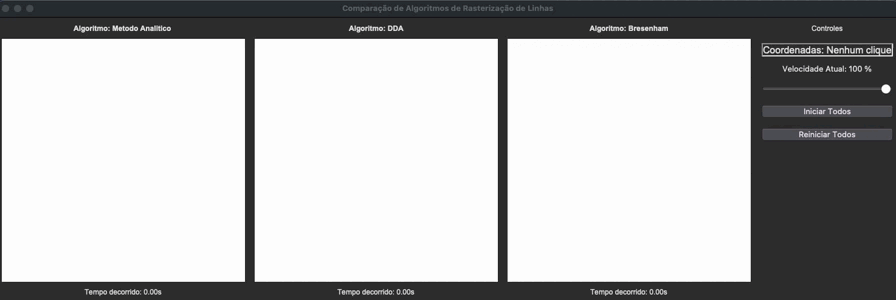 Comparação de Algoritmos de Rasterização de Linhas
Algoritmo: Metodo Analitico
Algoritmo: DDA
Algoritmo: Bresenham
Controles
Coordenadas: Nenhum clique
Velocidade Atual: 100 %
Iniciar Todos
Reiniciar Todos
Tempo decorrido: 0.00s
Tempo decorrido: 0.00s
Tempo decorrido: 0.00s